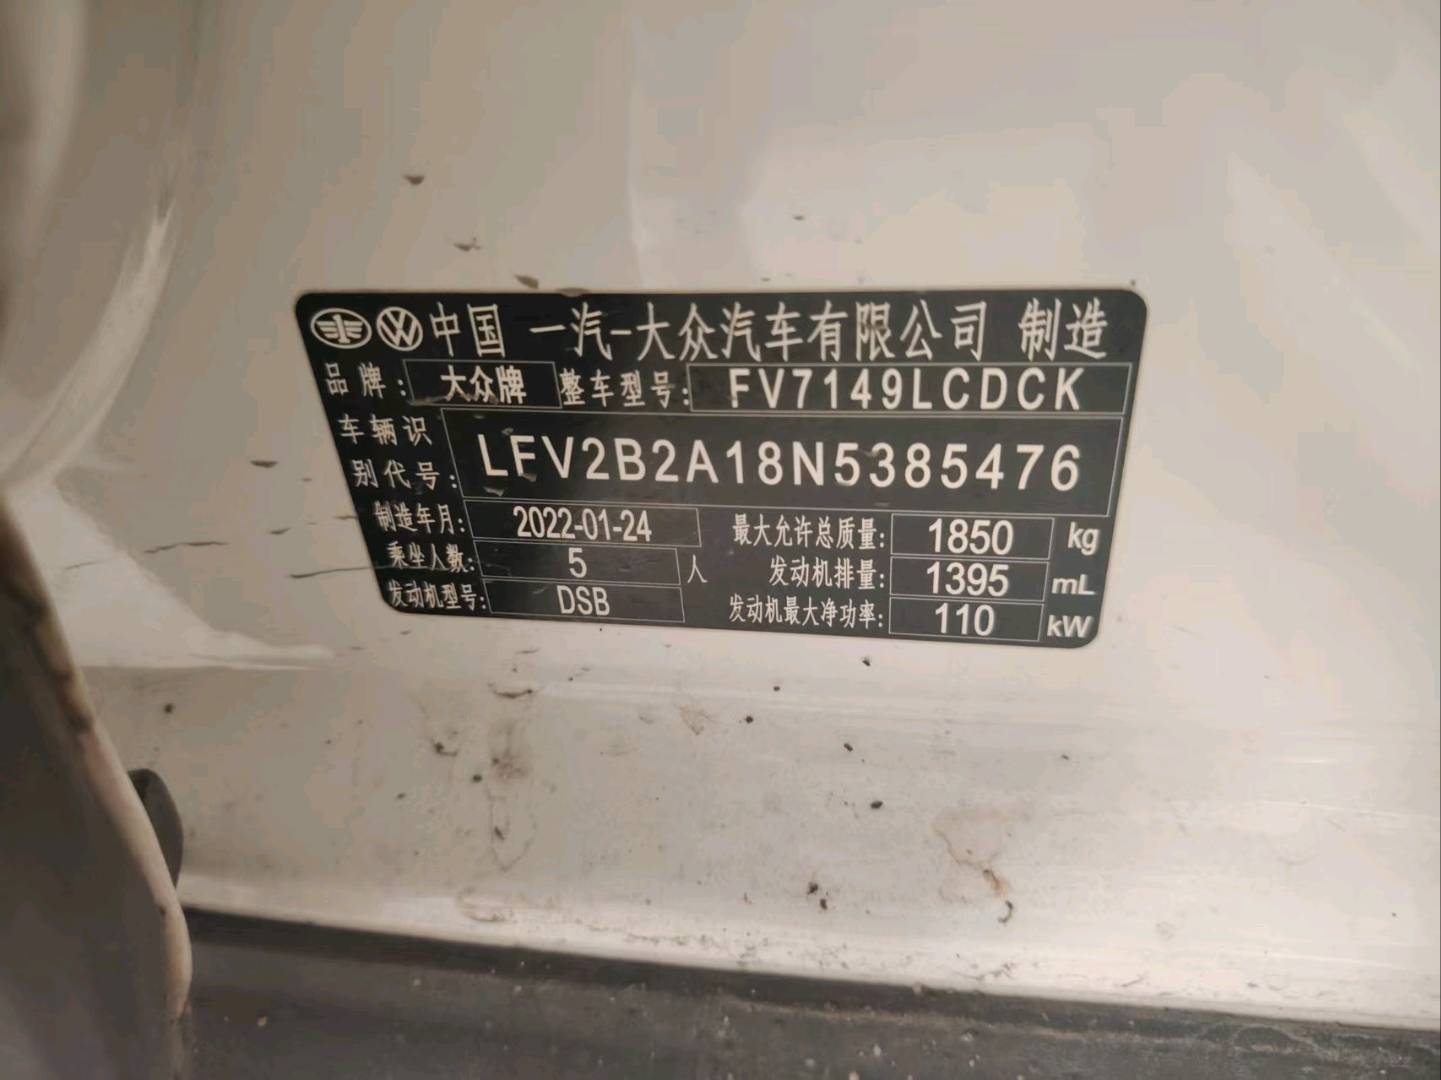 中国 一汽-大众汽车有限公司 制造
品牌: 大众牌 整车型号: FV7149LCDCK
车辆识
别代号: LFV2B2A18N5385476
制造年月: 2022-01-24 最大允许总质量: 1850 kg
乘坐人数: 5 人 发动机排量: 1395 mL
发动机型号: DSB 发动机最大净功率: 110 kW